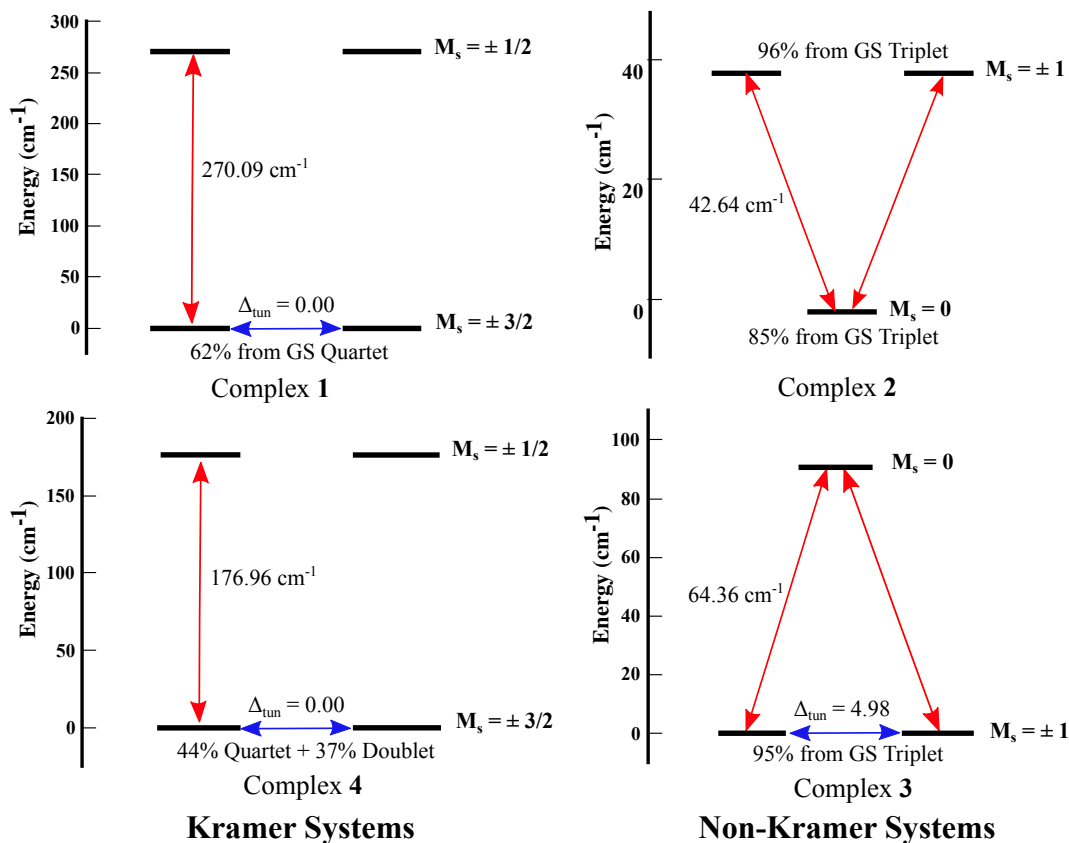 300
250
200
150
100
50
0
Energy (cm-1)
Ms = ± 1/2
270.09 cm-1
Δtun = 0.00
Ms = ± 3/2
62% from GS Quartet
Complex 1
40
20
0
Energy (cm-1)
96% from GS Triplet
Ms = ± 1
42.64 cm-1
Ms = 0
85% from GS Triplet
Complex 2
200
150
100
50
0
Energy (cm-1)
Ms = ± 1/2
176.96 cm-1
Δtun = 0.00
Ms = ± 3/2
44% Quartet + 37% Doublet
Complex 4
100
80
60
40
20
0
Energy (cm-1)
Ms = 0
64.36 cm-1
Δtun = 4.98
Ms = ± 1
95% from GS Triplet
Complex 3
Kramer Systems
Non-Kramer Systems